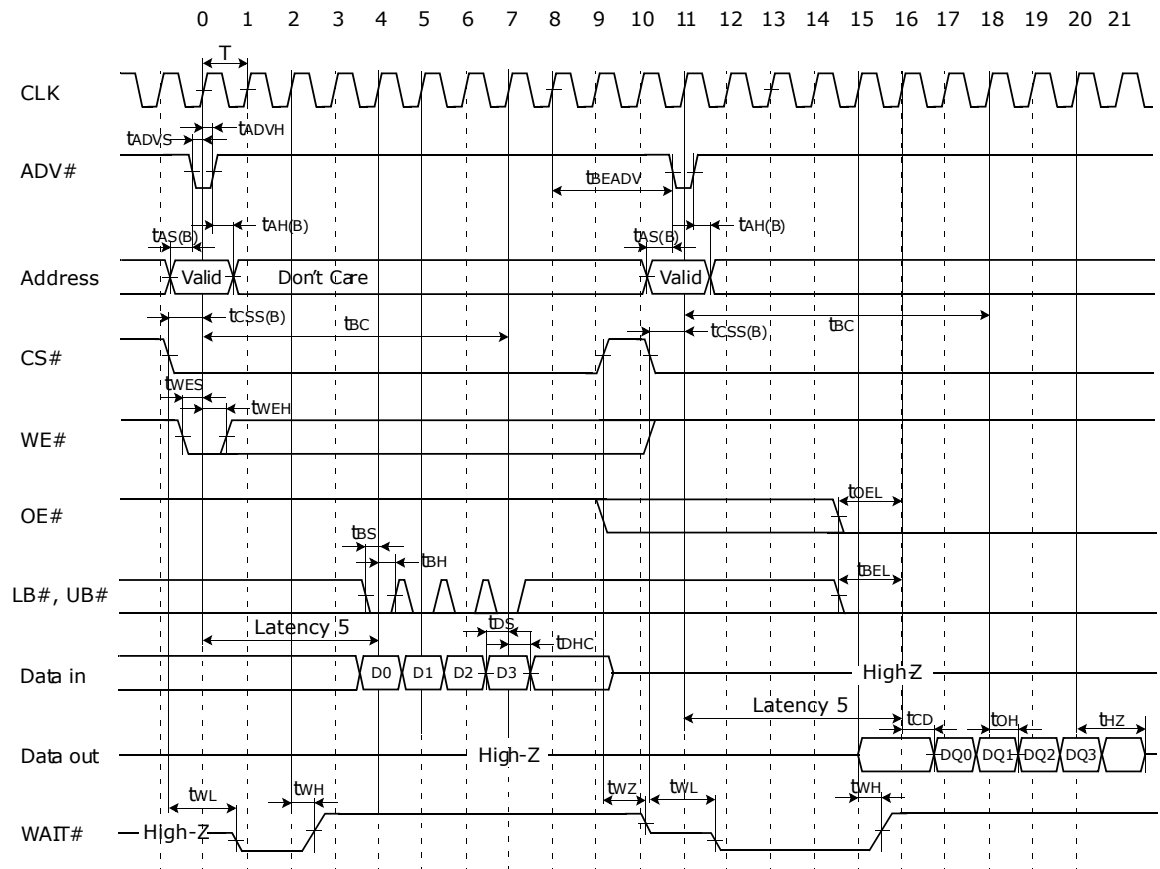 0 1 2 3 4 5 6 7 8 9 10 11 12 13 14 15 16 17 18 19 20 21
T
CLK
tADVS tADVH
ADV#
tBEADV
tAH(B) tAH(B)
tAS(B) tAS(B)
Address Valid Don't Care Valid
tCSS(B) tBC tCSS(B) tBC
CS#
tWES
tWEH
WE#
tOEL
OE#
tBS
tBH
tBEL
LB#, UB#
Latency 5 tDS
tDHC
Data in D0 D1 D2 D3 High-Z
Latency 5
tCD tOH tHZ
Data out High-Z DQ0 DQ1 DQ2 DQ3
tWL tWH tWZ tWL tWH
WAIT# High-Z